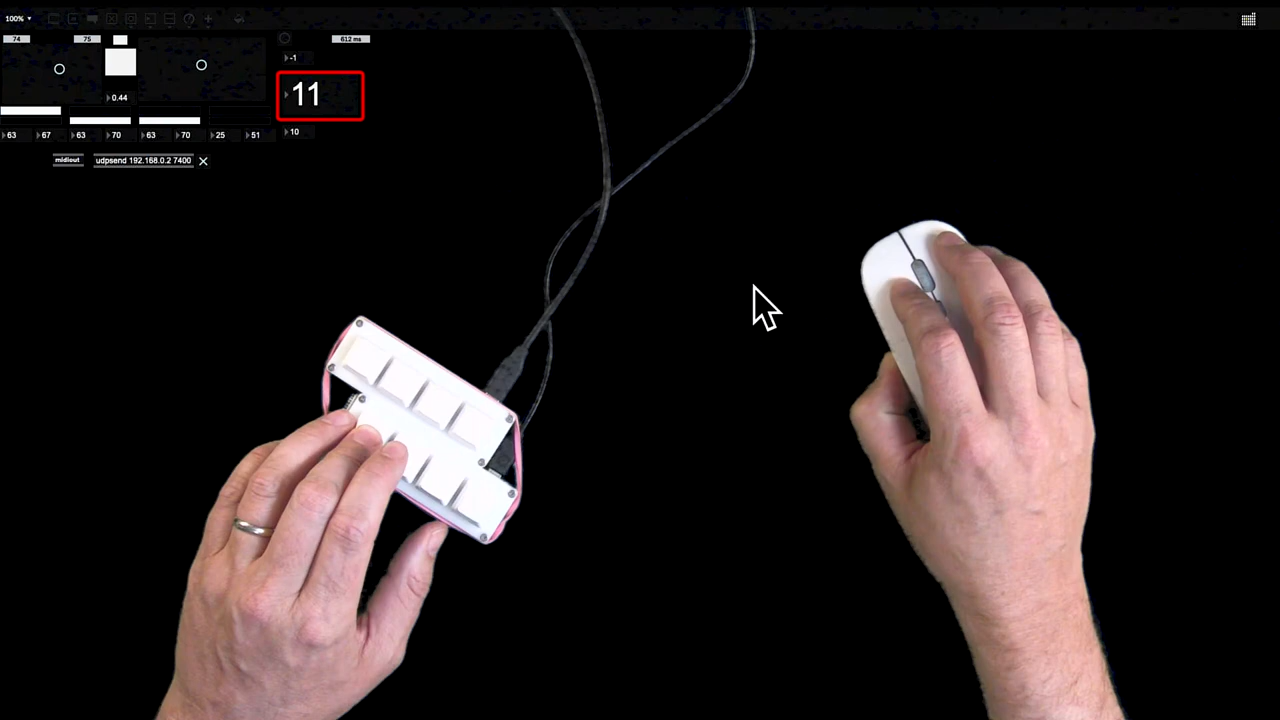 100%
74 75 612 ms
-1
11
0.44
10
63 67 63 70 63 70 25 51
midiout udpsend 192.168.0.2 7400